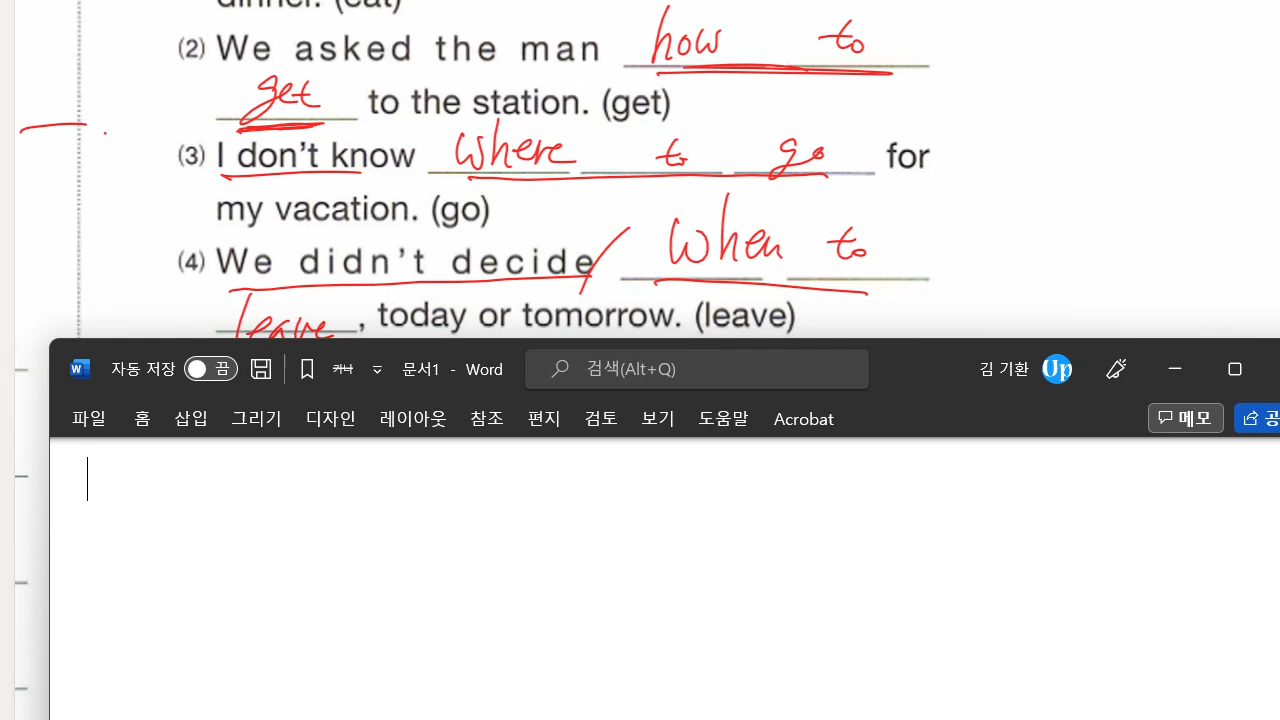 dinner. (eat)
(2) We asked the man how to
get to the station. (get)
(3) I don't know where to go for
my vacation. (go)
(4) We didn't decide when to
leave, today or tomorrow. (leave)
자동 저장 끔 가나 문서1 - Word 검색(Alt+Q) 김 기환 Up
파일 홈 삽입 그리기 디자인 레이아웃 참조 편지 검토 보기 도움말 Acrobat 메모 공